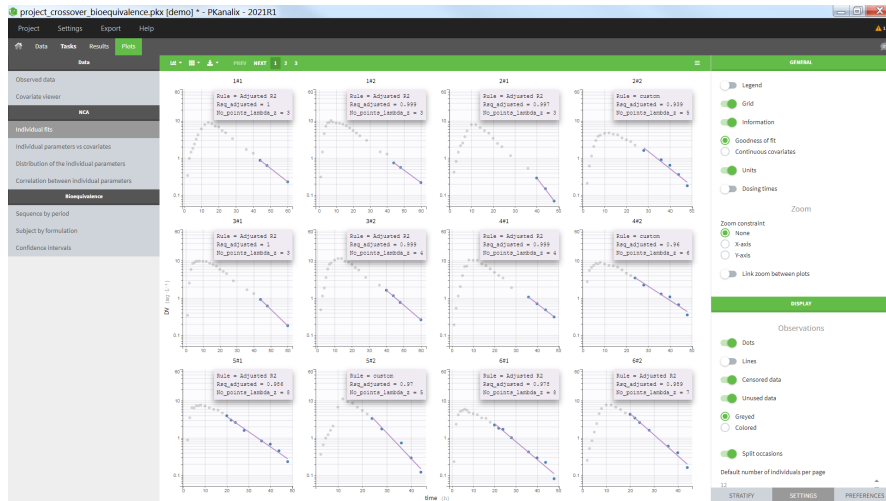 project_crossover_bioequivalence.pkx [demo] * - PKanalix - 2021R1
Project Settings Export Help
Data Tasks Results Plots
Data
Observed data
Covariate viewer
NCA
Individual fits
Individual parameters vs covariates
Distribution of the individual parameters
Correlation between individual parameters
Bioequivalence
Sequence by period
Subject by formulation
Confidence intervals
PREV NEXT 1 2 3
1#1
Rule = Adjusted R2
Rsq_adjusted = 1
No_points_lambda_z = 3
1#2
Rule = Adjusted R2
Rsq_adjusted = 0.999
No_points_lambda_z = 3
2#1
Rule = Adjusted R2
Rsq_adjusted = 0.997
No_points_lambda_z = 3
2#2
Rule = custom
Rsq_adjusted = 0.939
No_points_lambda_z = 5
3#1
Rule = Adjusted R2
Rsq_adjusted = 1
No_points_lambda_z = 3
3#2
Rule = Adjusted R2
Rsq_adjusted = 0.999
No_points_lambda_z = 4
4#1
Rule = Adjusted R2
Rsq_adjusted = 0.999
No_points_lambda_z = 4
4#2
Rule = custom
Rsq_adjusted = 0.96
No_points_lambda_z = 6
5#1
Rule = Adjusted R2
Rsq_adjusted = 0.986
No_points_lambda_z = 8
5#2
Rule = custom
Rsq_adjusted = 0.97
No_points_lambda_z = 5
6#1
Rule = Adjusted R2
Rsq_adjusted = 0.975
No_points_lambda_z = 8
6#2
Rule = Adjusted R2
Rsq_adjusted = 0.989
No_points_lambda_z = 7
DV
time (h)
GENERAL
Legend
Grid
Information
Goodness of fit
Continuous covariates
Units
Dosing times
Zoom
Zoom constraint
None
X-axis
Y-axis
Link zoom between plots
DISPLAY
Observations
Dots
Lines
Censored data
Unused data
Greyed
Colored
Split occasions
Default number of individuals per page
12
STRATIFY SETTINGS PREFERENCES